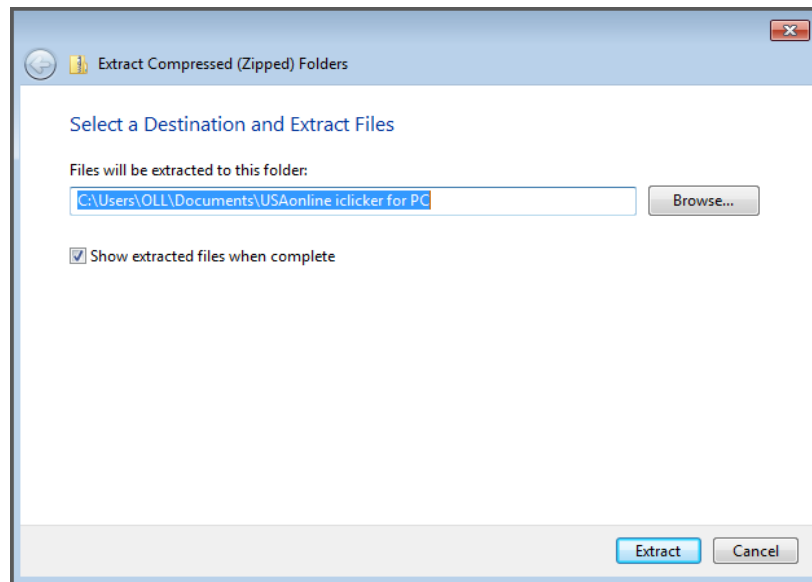 Extract Compressed (Zipped) Folders
Select a Destination and Extract Files
Files will be extracted to this folder:
C:\Users\OLL\Documents\USAonline iclicker for PC
Browse...
Show extracted files when complete
Extract
Cancel